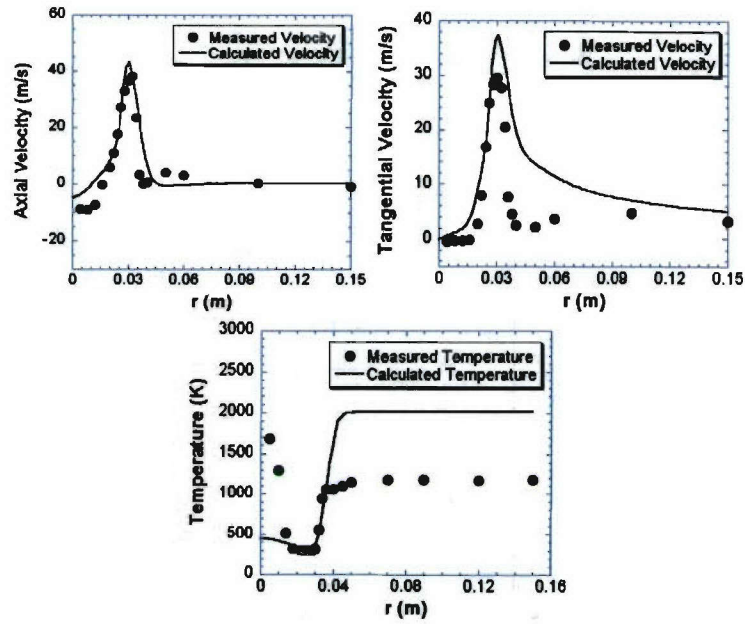 60
40
20
0
-20
Axial Velocity (m/s)
Measured Velocity
Calculated Velocity
0 0.03 0.06 0.09 0.12 0.15
r (m)
40
30
20
10
0
Tangential Velocity (m/s)
Measured Velocity
Calculated Velocity
0 0.03 0.06 0.09 0.12 0.15
r (m)
3000
2500
2000
1500
1000
500
0
Temperature (K)
Measured Temperature
Calculated Temperature
0 0.04 0.08 0.12 0.16
r (m)